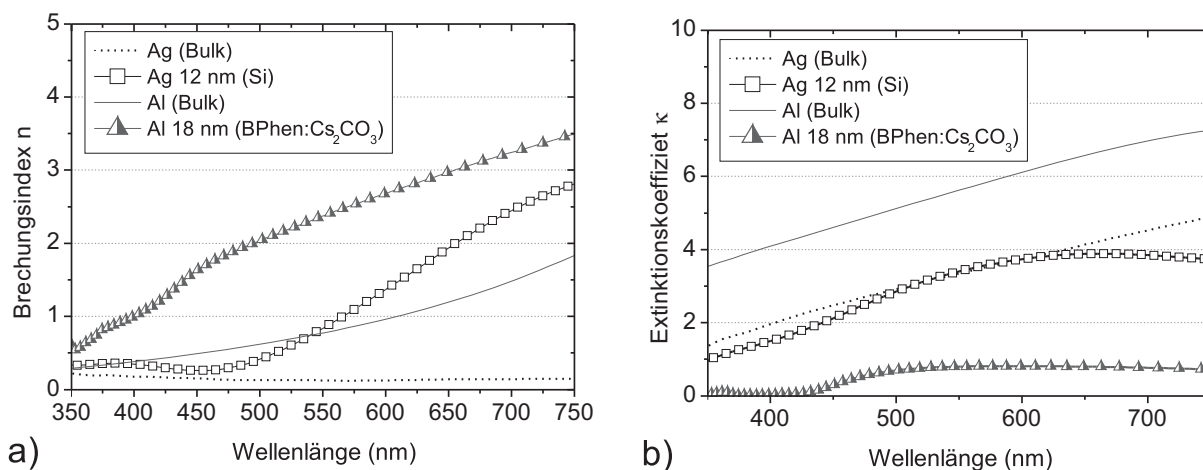 5
4
3
2
1
0
350 400 450 500 550 600 650 700 750
Brechungsindex n
Wellenlänge (nm)
Ag (Bulk)
Ag 12 nm (Si)
Al (Bulk)
Al 18 nm (BPhen:Cs₂CO₃)
a)
10
8
6
4
2
0
400 500 600 700
Extinktionskoeffiziet κ
Wellenlänge (nm)
Ag (Bulk)
Ag 12 nm (Si)
Al (Bulk)
Al 18 nm (BPhen:Cs₂CO₃)
b)